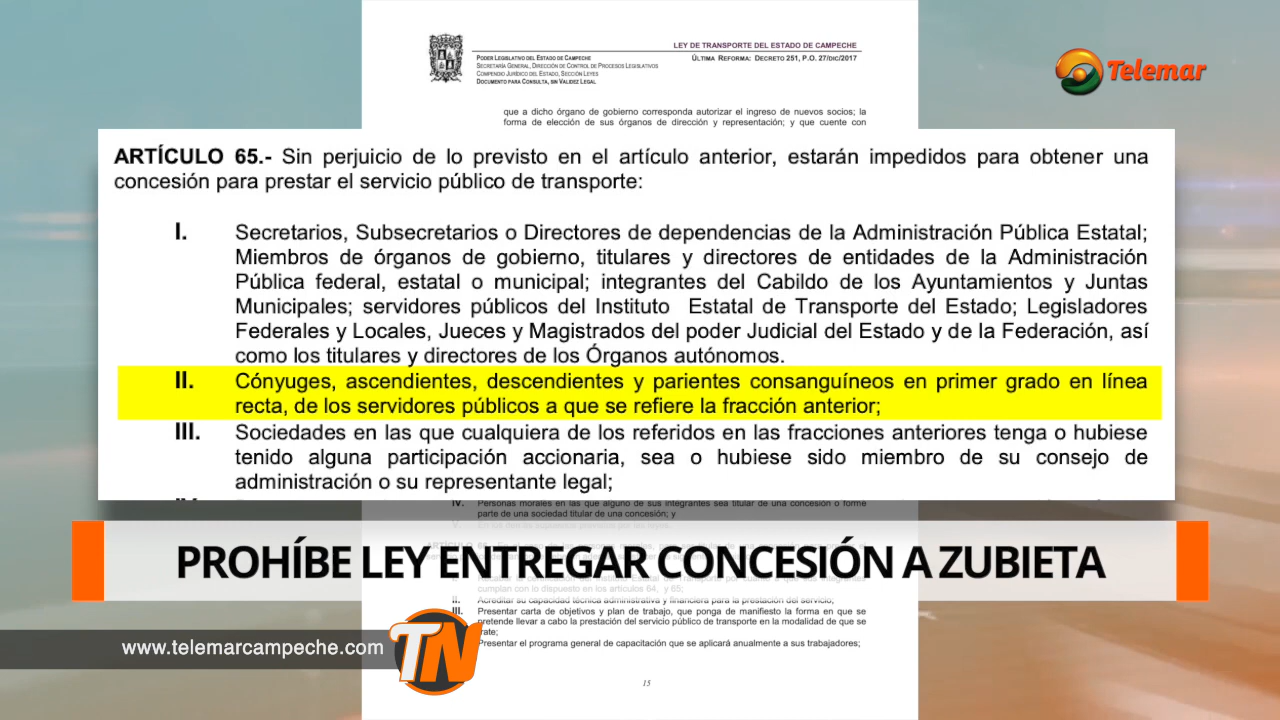 LEY DE TRANSPORTE DEL ESTADO DE CAMPECHE
PODER LEGISLATIVO DEL ESTADO DE CAMPECHE
ÚLTIMA REFORMA: DECRETO 251, P.O. 27/DIC/2017
SECRETARÍA GENERAL, DIRECCIÓN DE CONTROL DE PROCESOS LEGISLATIVOS
COMPENDIO JURÍDICO DEL ESTADO, SECCIÓN LEYES
DOCUMENTO PARA CONSULTA, SIN VALIDEZ LEGAL
Telemar
que a dicho órgano de gobierno corresponda autorizar el ingreso de nuevos socios; la
forma de elección de sus órganos de dirección y representación; y que cuente con
ARTÍCULO 65.- Sin perjuicio de lo previsto en el artículo anterior, estarán impedidos para obtener una
concesión para prestar el servicio público de transporte:
I. Secretarios, Subsecretarios o Directores de dependencias de la Administración Pública Estatal;
Miembros de órganos de gobierno, titulares y directores de entidades de la Administración
Pública federal, estatal o municipal; integrantes del Cabildo de los Ayuntamientos y Juntas
Municipales; servidores públicos del Instituto Estatal de Transporte del Estado; Legisladores
Federales y Locales, Jueces y Magistrados del poder Judicial del Estado y de la Federación, así
como los titulares y directores de los Órganos autónomos.
II. Cónyuges, ascendientes, descendientes y parientes consanguíneos en primer grado en línea
recta, de los servidores públicos a que se refiere la fracción anterior;
III. Sociedades en las que cualquiera de los referidos en las fracciones anteriores tenga o hubiese
tenido alguna participación accionaria, sea o hubiese sido miembro de su consejo de
administración o su representante legal;
IV. Personas morales en las que alguno de sus integrantes sea titular de una concesión o forme
parte de una sociedad titular de una concesión; y
PROHÍBE LEY ENTREGAR CONCESIÓN A ZUBIETA
cumplan con lo dispuesto en los artículos 64, y 65;
II. Acreditar su capacidad técnica administrativa y financiera para la prestación del servicio;
III. Presentar carta de objetivos y plan de trabajo, que ponga de manifiesto la forma en que se
pretende llevar a cabo la prestación del servicio público de transporte en la modalidad de que se
rate;
Presentar el programa general de capacitación que se aplicará anualmente a sus trabajadores;
www.telemarcampeche.com
TN
15